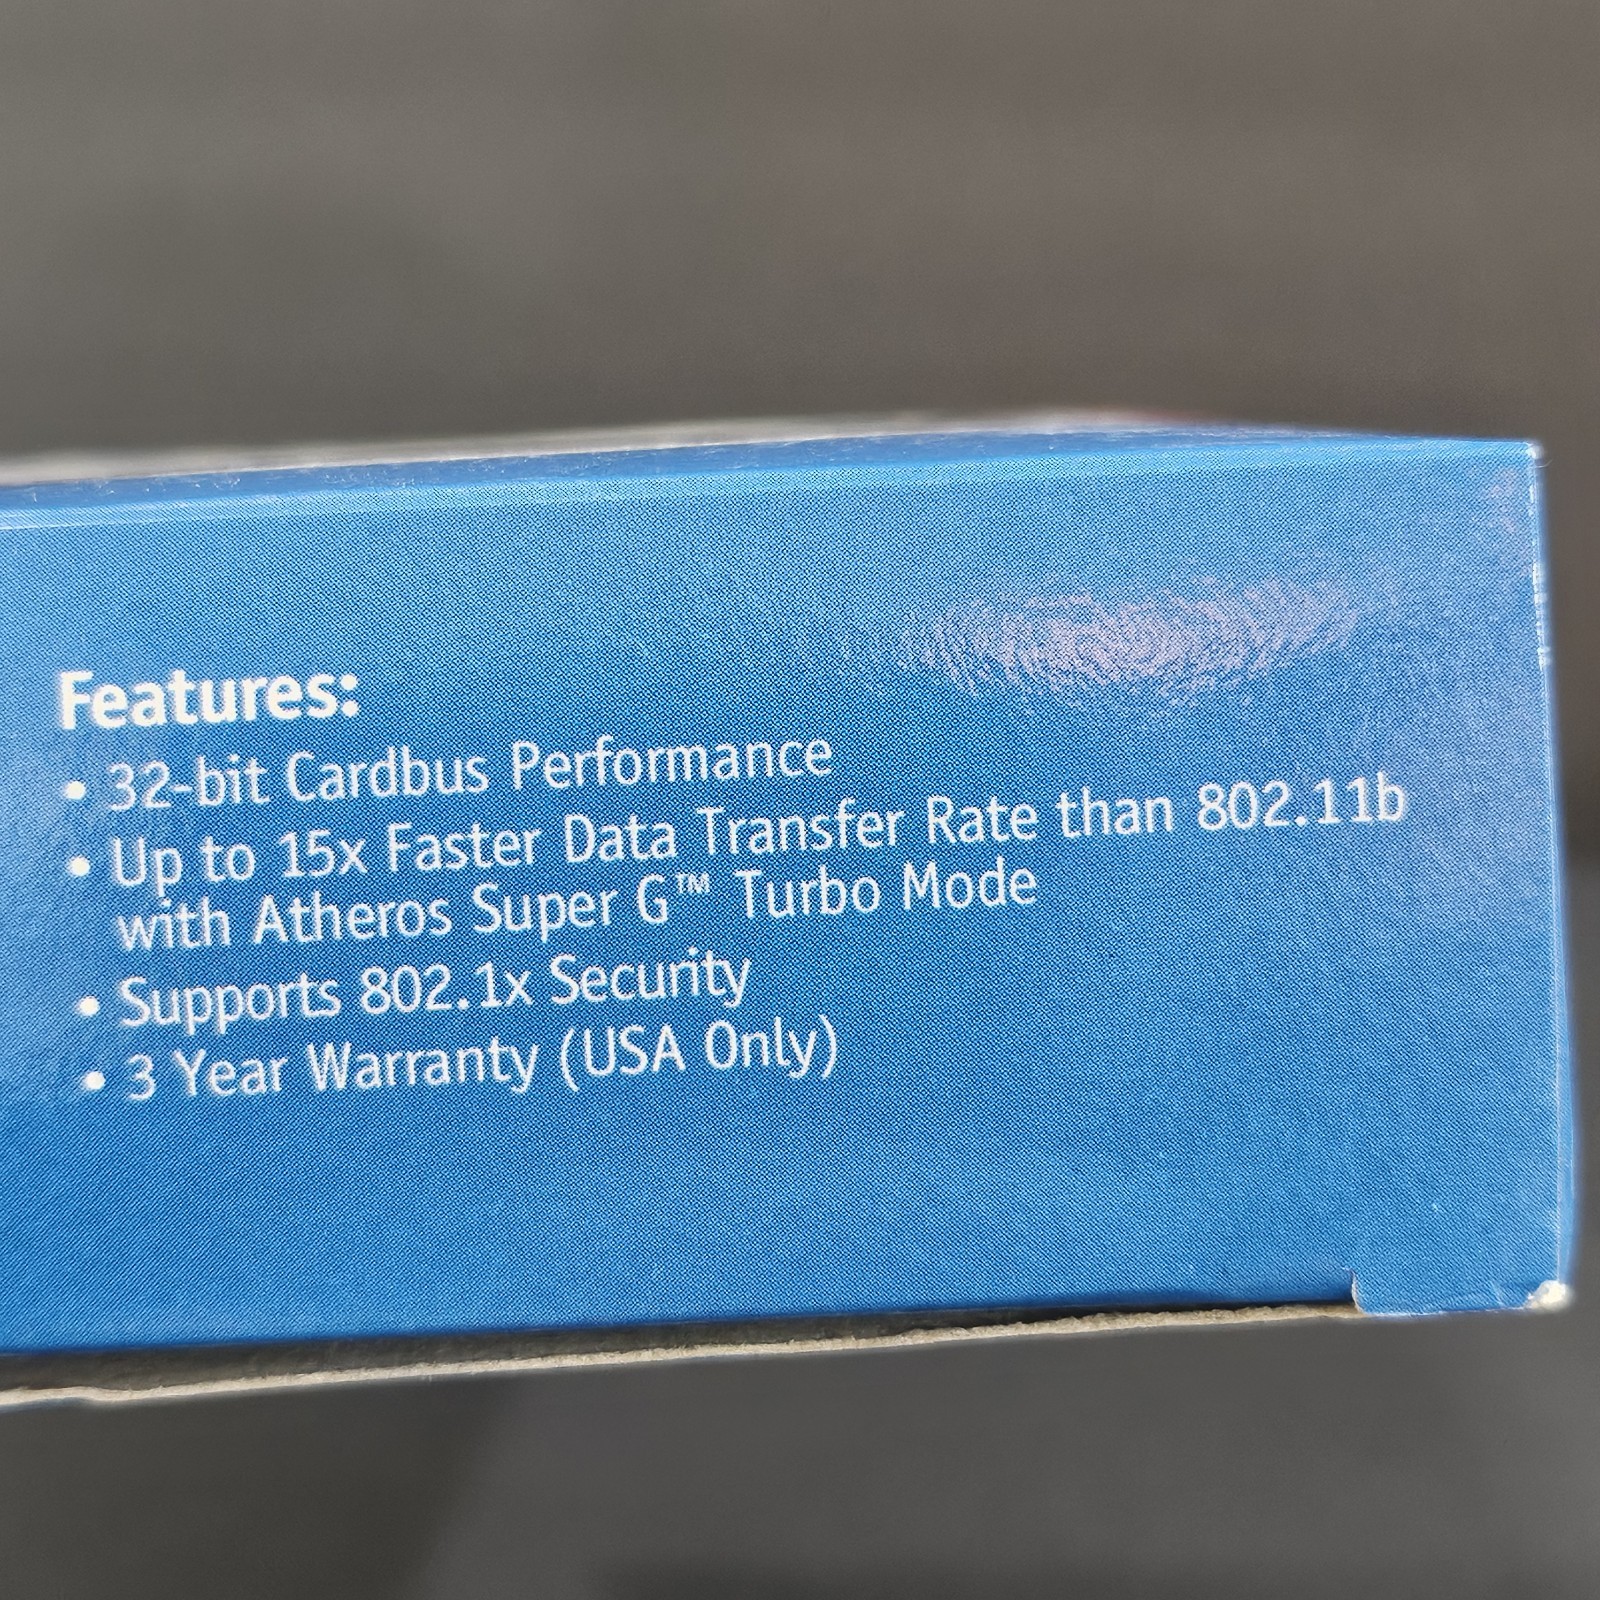 Features:
• 32-bit Cardbus Performance
• Up to 15x Faster Data Transfer Rate than 802.11b
with Atheros Super G™ Turbo Mode
• Supports 802.1x Security
• 3 Year Warranty (USA Only)